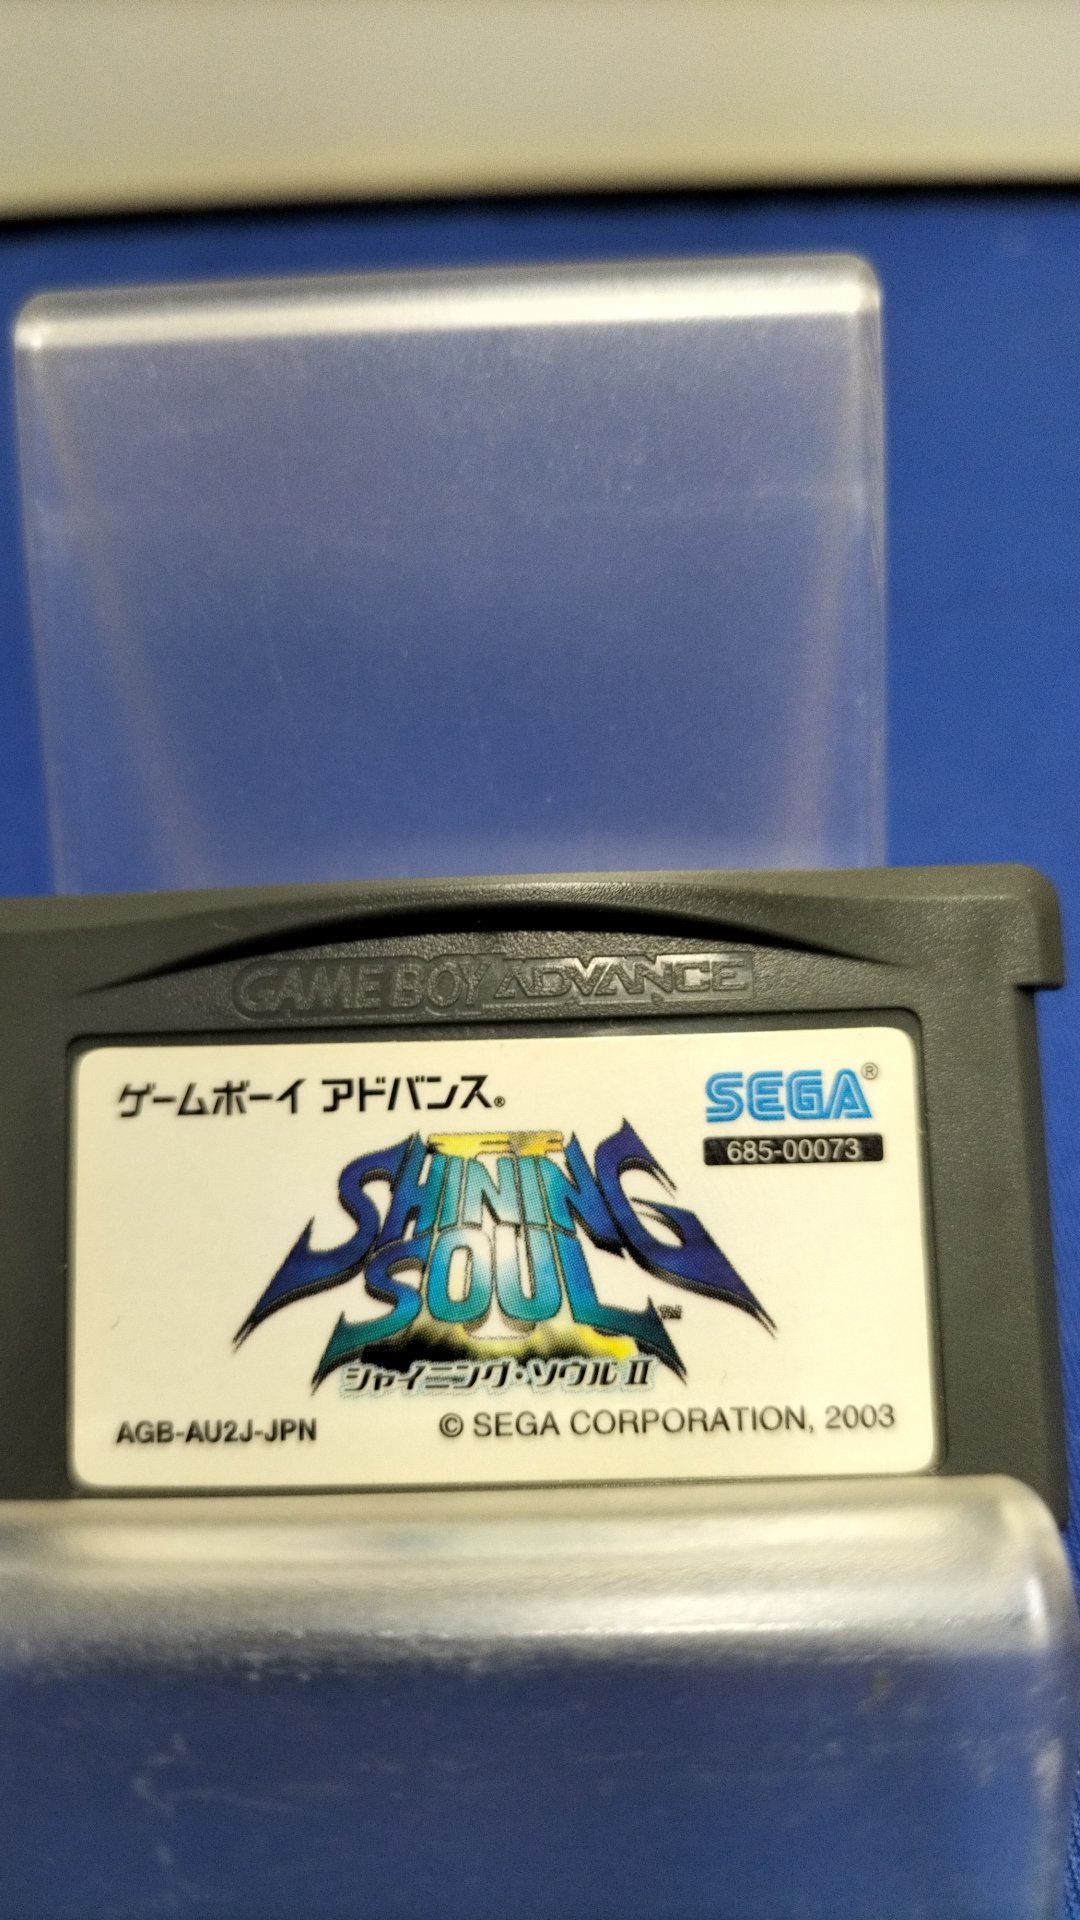 GAME BOY ADVANCE
ゲームボーイ アドバンス®
SEGA®
685-00073
SHINING
SOUL™
II
シャイニング・ソウルII
AGB-AU2J-JPN
© SEGA CORPORATION, 2003